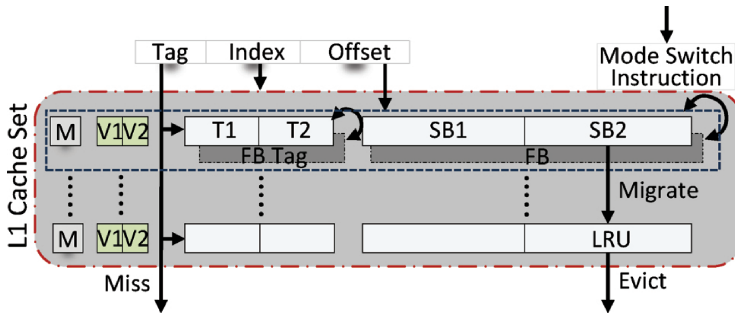 Tag Index Offset
Mode Switch
Instruction
L1 Cache Set
M V1 V2 T1 T2 SB1 SB2
FB Tag FB
Migrate
M V1 V2 LRU
Miss Evict